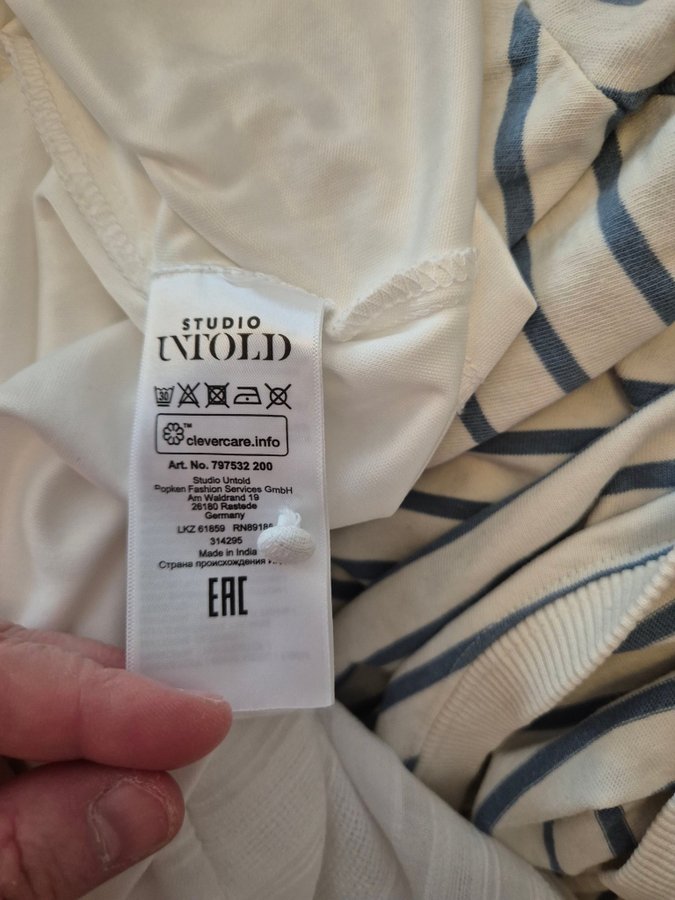 STUDIO
UNTOLD
30
clevercare.info
Art. No. 797532 200
Studio Untold
Popken Fashion Services GmbH
Am Waldrand 19
26180 Rastede
Germany
LKZ 61859
314295
Made in India
Страна происхождения
EAC